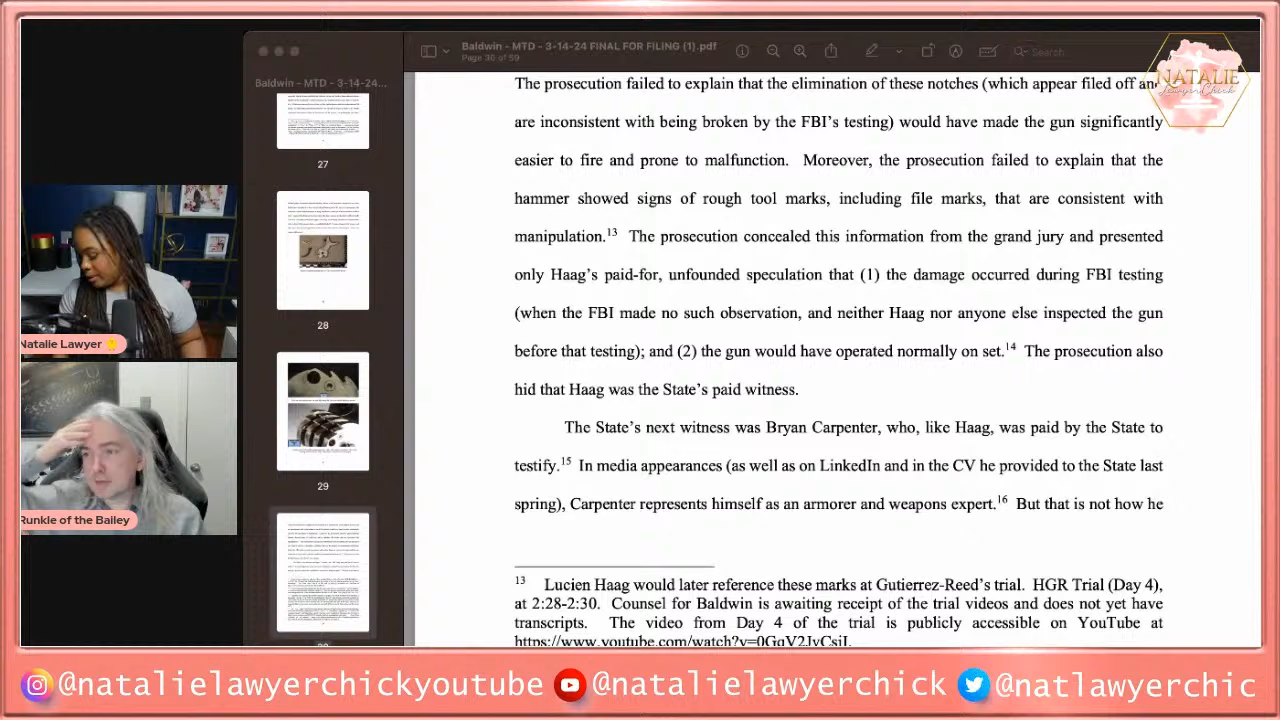 Baldwin - MTD - 3-14-24 FINAL FOR FILING (1).pdf
Page 30 of 59
Search
Baldwin - MTD - 3-14-24...
27
28
29
NATALIE
LawyerChick
The prosecution failed to explain that the elimination of these notches (which appear filed off and
are inconsistent with being broken by the FBI's testing) would have made the gun significantly
easier to fire and prone to malfunction. Moreover, the prosecution failed to explain that the
hammer showed signs of rough tool marks, including file marks, that are consistent with
manipulation.13 The prosecution concealed this information from the grand jury and presented
only Haag's paid-for, unfounded speculation that (1) the damage occurred during FBI testing
(when the FBI made no such observation, and neither Haag nor anyone else inspected the gun
before that testing); and (2) the gun would have operated normally on set.14 The prosecution also
hid that Haag was the State's paid witness.
The State's next witness was Bryan Carpenter, who, like Haag, was paid by the State to
testify.15 In media appearances (as well as on LinkedIn and in the CV he provided to the State last
spring), Carpenter represents himself as an armorer and weapons expert.16 But that is not how he
13 Lucien Haag would later reference these marks at Gutierrez-Reed's trial. HGR Trial (Day 4),
at 2:22:
Counsel for Baldwin is awaiting receipt of the trial videos and does not yet have
transcripts. The video from Day 4 of the trial is publicly accessible on YouTube at
https://www.youtube.com/watch?v=0GqV2JyCsiI.
Natalie Lawyer
Runkle of the Bailey
@natalielawyerchickyoutube
@natalielawyerchick
@natlawyerchic